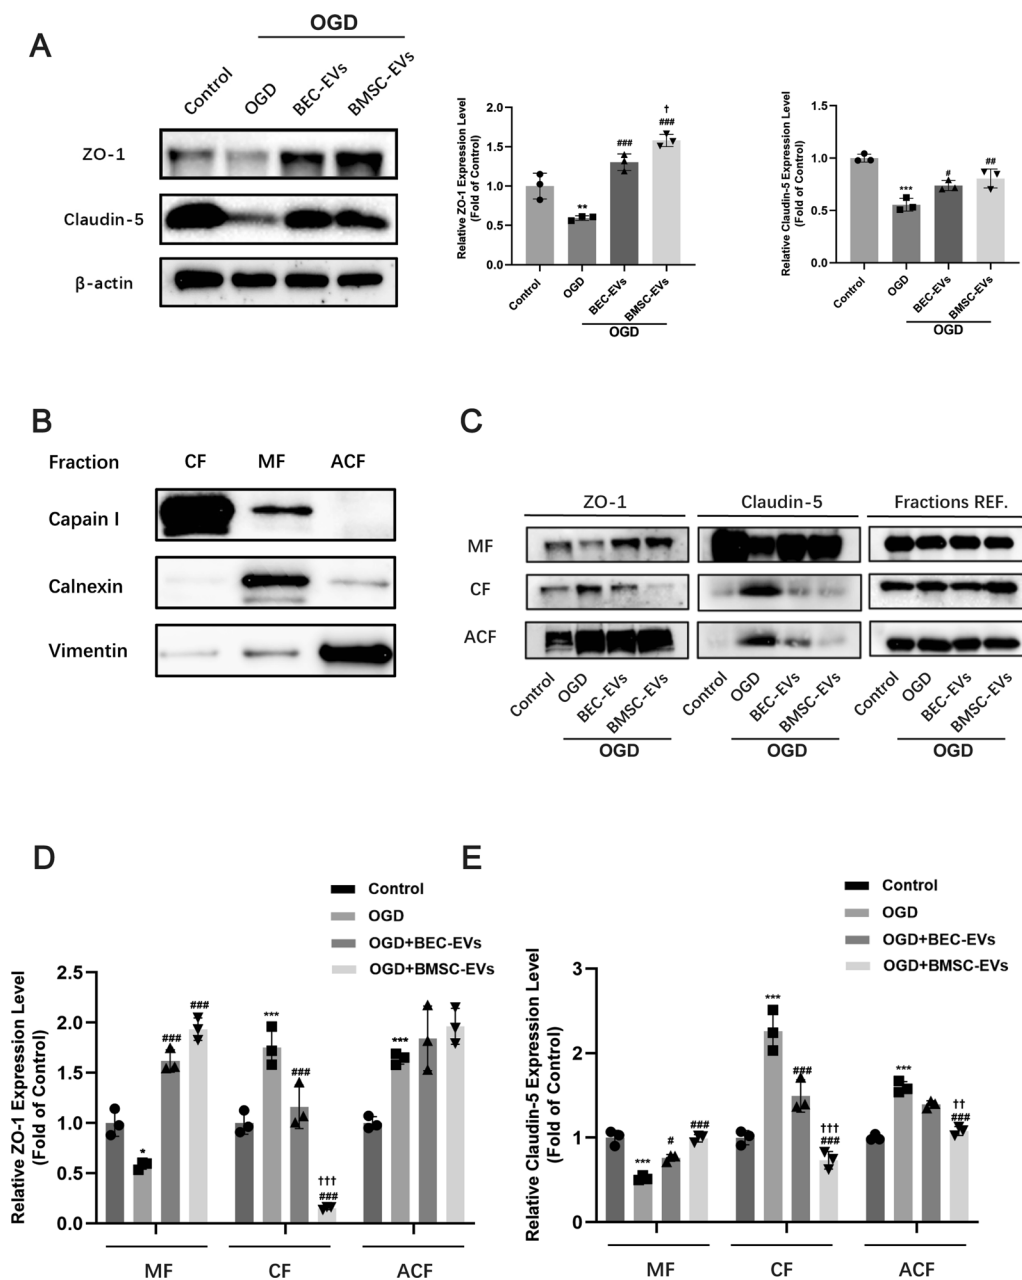 A
OGD
Control
OGD
BEC-EVs
BMSC-EVs
ZO-1
Claudin-5
β-actin
Relative ZO-1 Expression Level
(Fold of Control)
2.0
1.5
1.0
0.5
0.0
**
###
†
###
Control
OGD
BEC-EVs
BMSC-EVs
OGD
Relative Claudin-5 Expression Level
(Fold of Control)
1.5
1.0
0.5
0.0
***
#
##
Control
OGD
BEC-EVs
BMSC-EVs
OGD
B
Fraction CF MF ACF
Capain I
Calnexin
Vimentin
C
ZO-1 Claudin-5 Fractions REF.
MF
CF
ACF
Control
OGD
BEC-EVs
BMSC-EVs
OGD
Control
OGD
BEC-EVs
BMSC-EVs
OGD
Control
OGD
BEC-EVs
BMSC-EVs
OGD
D
Control
OGD
OGD+BEC-EVs
OGD+BMSC-EVs
Relative ZO-1 Expression Level
(Fold of Control)
2.5
2.0
1.5
1.0
0.5
0.0
*
###
###
***
###
†††
###
***
MF CF ACF
E
Control
OGD
OGD+BEC-EVs
OGD+BMSC-EVs
Relative Claudin-5 Expression Level
(Fold of Control)
3
2
1
0
***
#
###
***
###
†††
###
***
††
###
MF CF ACF